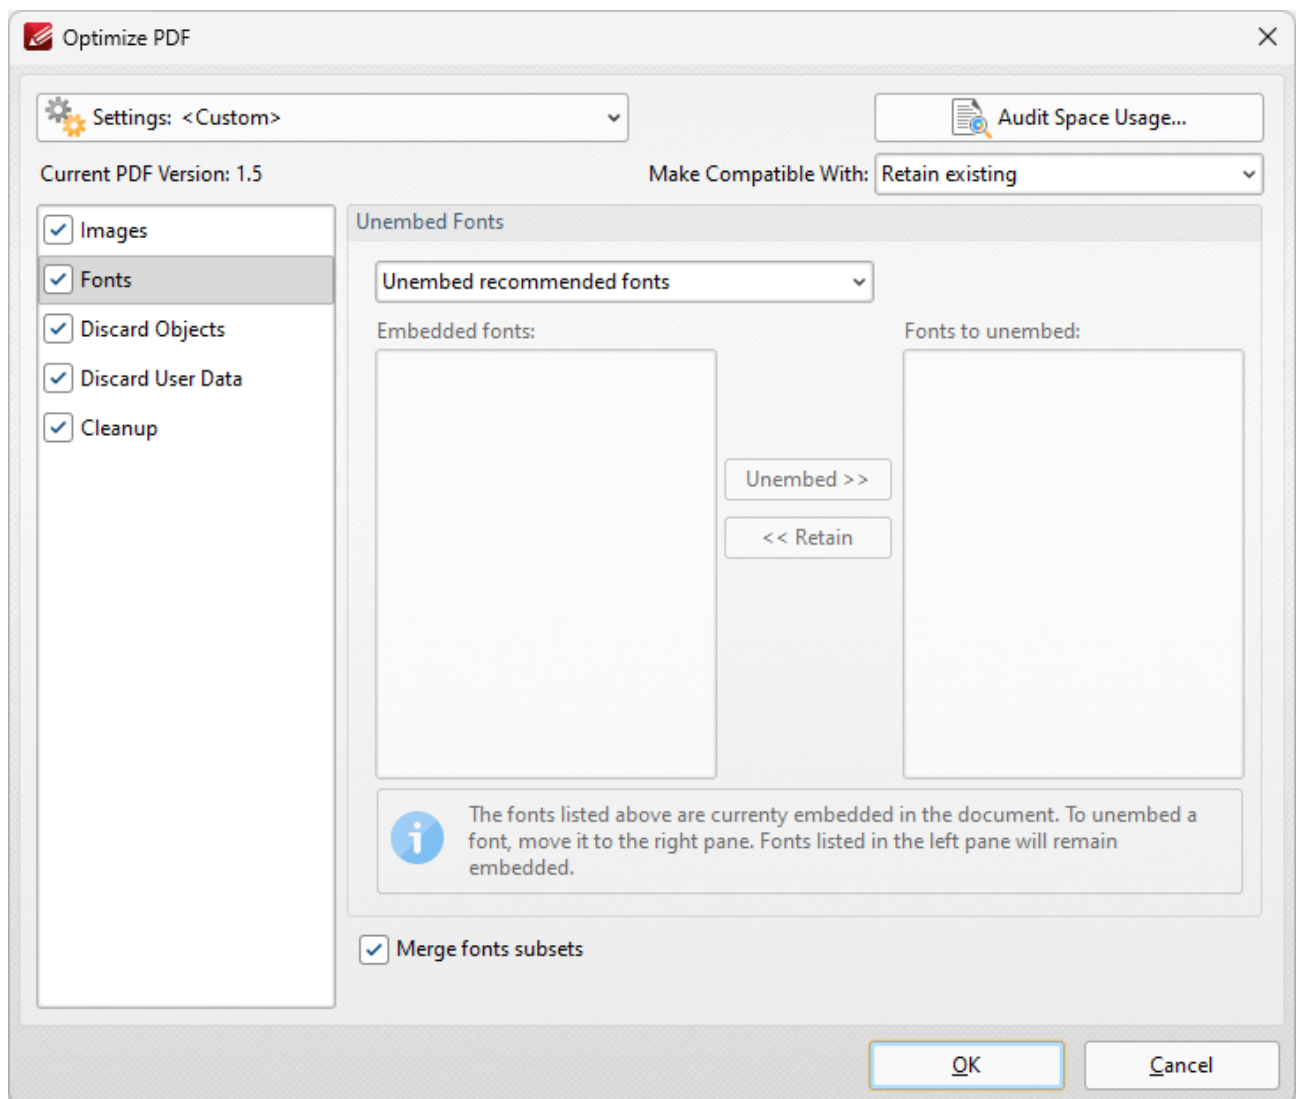 Optimize PDF
Settings: <Custom>
Audit Space Usage...
Current PDF Version: 1.5
Make Compatible With: Retain existing
Images
Fonts
Discard Objects
Discard User Data
Cleanup
Unembed Fonts
Unembed recommended fonts
Embedded fonts:
Fonts to unembed:
Unembed >>
<< Retain
The fonts listed above are currenty embedded in the document. To unembed a
font, move it to the right pane. Fonts listed in the left pane will remain
embedded.
Merge fonts subsets
OK
Cancel